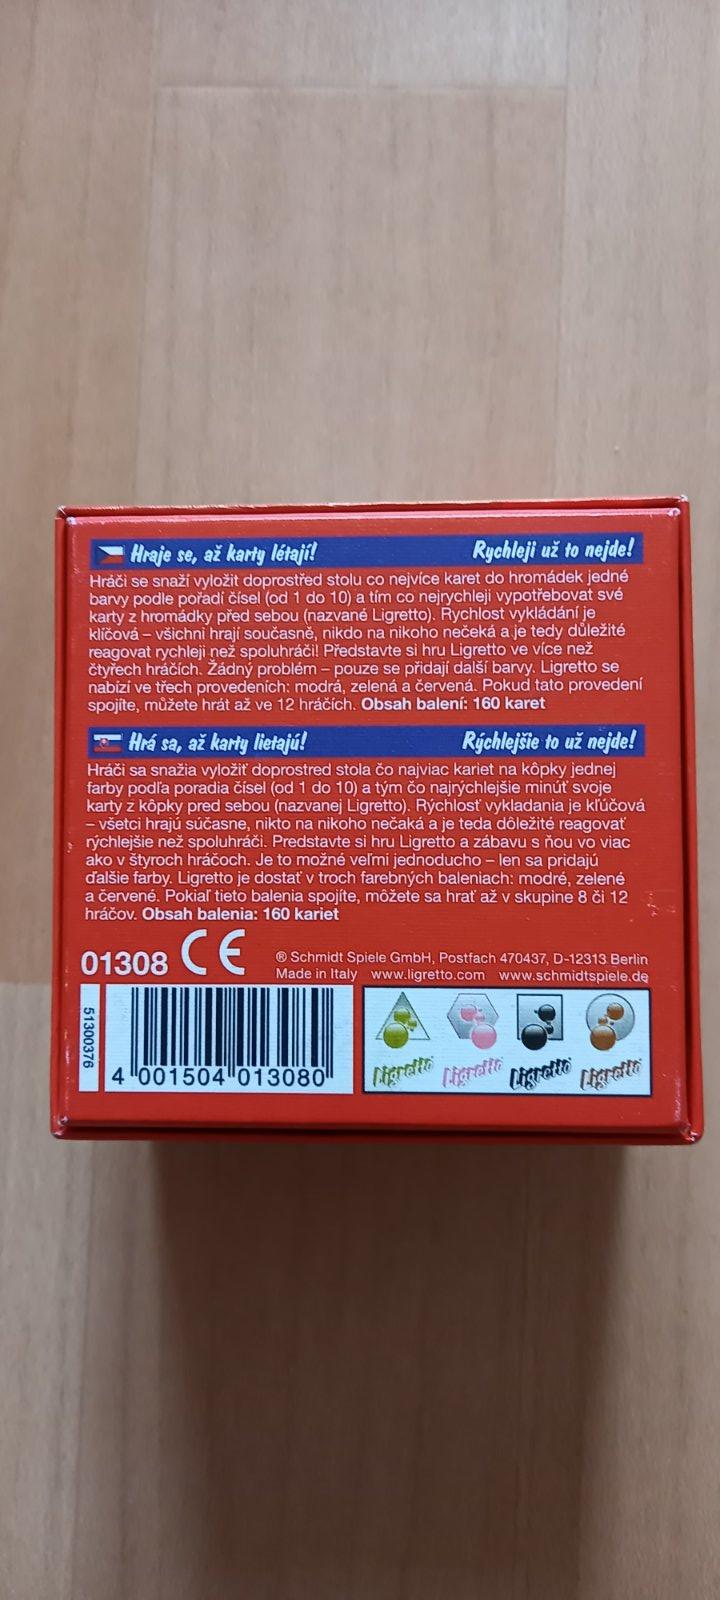 Hraje se, až karty létají! Rychleji už to nejde!
Hráči se snaží vyložit doprostřed stolu co nejvíce karet do hromádek jedné
barvy podle pořadí čísel (od 1 do 10) a tím co nejrychleji vypotřebovat své
karty z hromádky před sebou (nazvané Ligretto). Rychlost vykládání je
klíčová – všichni hrají současně, nikdo na nikoho nečeká a je tedy důležité
reagovat rychleji než spoluhráči! Představte si hru Ligretto ve více než
čtyřech hráčích. Žádný problém – pouze se přidají další barvy. Ligretto se
nabízí ve třech provedeních: modrá, zelená a červená. Pokud tato provedení
spojíte, můžete hrát až ve 12 hráčích. Obsah balení: 160 karet
Hrá sa, až karty lietajú! Rýchlejšie to už nejde!
Hráči sa snažia vyložiť doprostred stola čo najviac kariet na kôpky jednej
farby podľa poradia čísel (od 1 do 10) a tým čo najrýchlejšie minúť svoje
karty z kôpky pred sebou (nazvanej Ligretto). Rýchlosť vykladania je kľúčová
– všetci hrajú súčasne, nikto na nikoho nečaká a je teda dôležité reagovať
rýchlejšie než spoluhráči. Predstavte si hru Ligretto a zábavu s ňou vo viac
ako v štyroch hráčoch. Je to možné veľmi jednoducho – len sa pridajú
ďalšie farby. Ligretto je dostať v troch farebných baleniach: modré, zelené
a červené. Pokiaľ tieto balenia spojíte, môžete sa hrať až v skupine 8 či 12
hráčov. Obsah balenia: 160 kariet
01308 CE
® Schmidt Spiele GmbH, Postfach 470437, D-12313 Berlin
Made in Italy www.ligretto.com www.schmidtspiele.de
51300376
4 001504 013080
Ligretto Ligretto Ligretto Ligretto